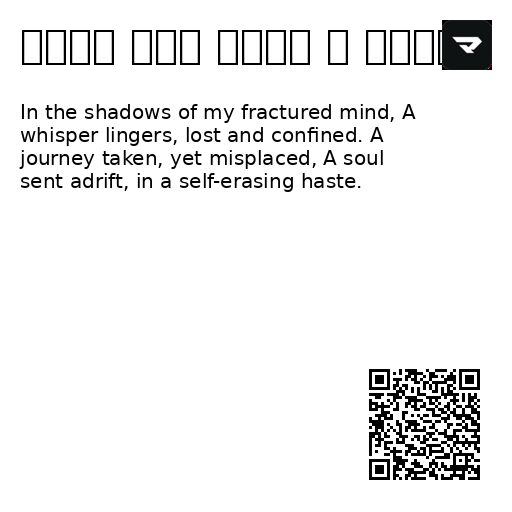 In the shadows of my fractured mind, A
whisper lingers, lost and confined. A
journey taken, yet misplaced, A soul
sent adrift, in a self-erasing haste.